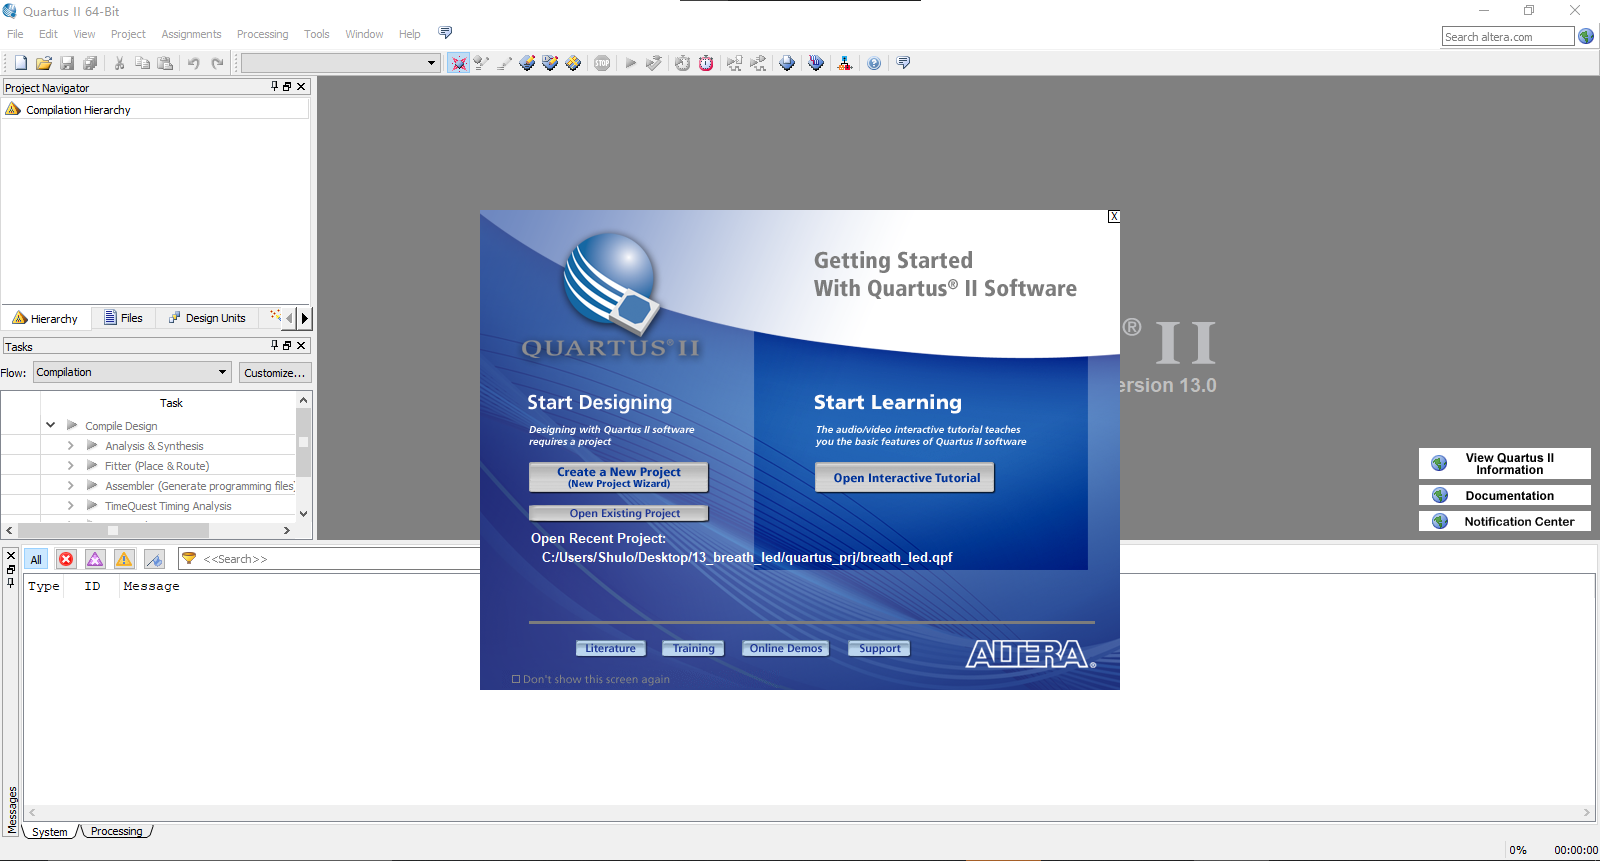 Quartus II 64-Bit
File Edit View Project Assignments Processing Tools Window Help
Search altera.com
Project Navigator
Compilation Hierarchy
Hierarchy Files Design Units
Tasks
Flow: Compilation Customize...
Task
Compile Design
Analysis & Synthesis
Fitter (Place & Route)
Assembler (Generate programming files)
TimeQuest Timing Analysis
X
Getting Started
With Quartus® II Software
QUARTUS® II
Start Designing
Designing with Quartus II software
requires a project
Create a New Project
(New Project Wizard)
Open Existing Project
Open Recent Project:
C:/Users/Shulo/Desktop/13_breath_led/quartus_prj/breath_led.qpf
Start Learning
The audio/video interactive tutorial teaches
you the basic features of Quartus II software
Open Interactive Tutorial
Literature Training Online Demos Support
ALTERA®
Don't show this screen again
® II
ersion 13.0
View Quartus II
Information
Documentation
Notification Center
All <<Search>>
Type ID Message
Messages
System Processing
0% 00:00:00